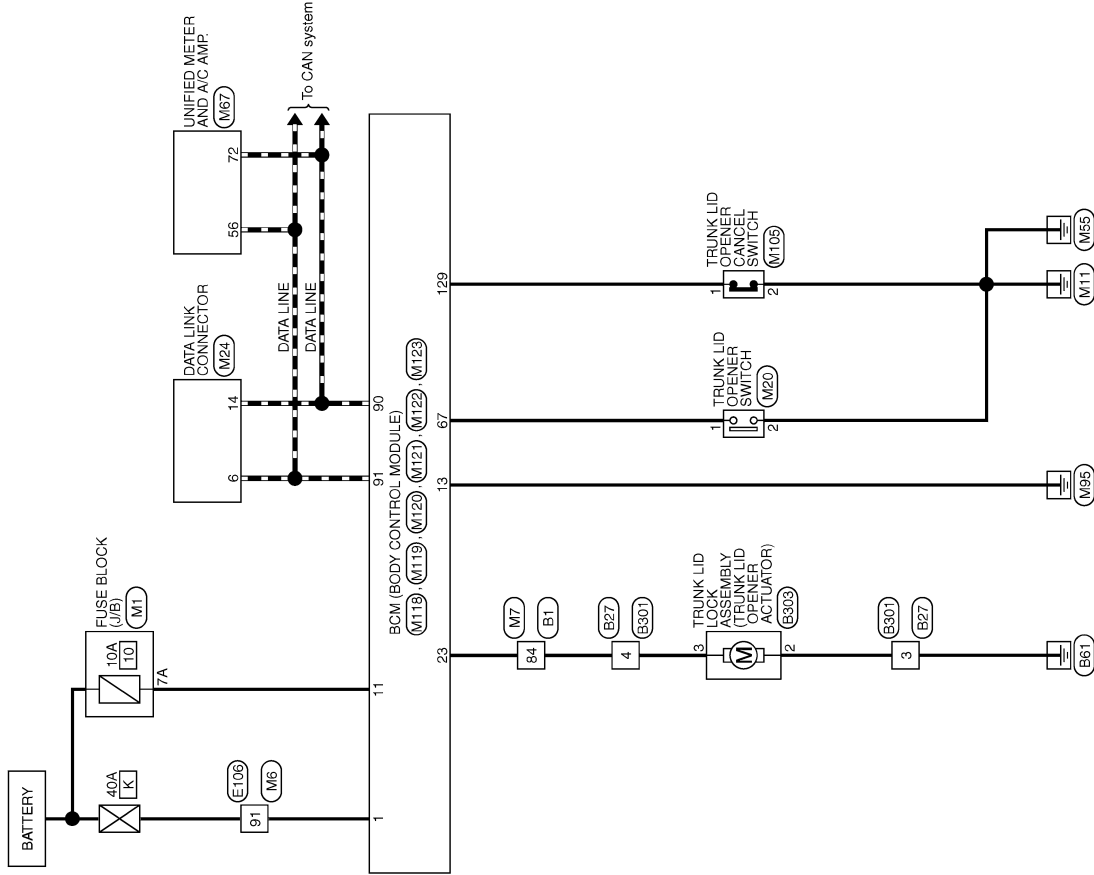 BATTERY
40A
K
E106
91
M6
1
FUSE BLOCK
(J/B)
M1
10A
10
7A
11
DATA LINK
CONNECTOR
M24
6
14
91
90
UNIFIED METER
AND A/C AMP.
M67
56
72
DATA LINE
DATA LINE
To CAN system
BCM (BODY CONTROL MODULE)
M118 , M119 , M120 , M121 , M122 , M123
23
13
67
129
M7
84
B1
B27
4
B301
TRUNK LID
LOCK
ASSEMBLY
(TRUNK LID
OPENER
ACTUATOR)
B303
3
M
2
B301
3
B27
B61
M95
TRUNK LID
OPENER
SWITCH
M20
1
2
TRUNK LID
OPENER
CANCEL
SWITCH
M105
1
2
M11
M55